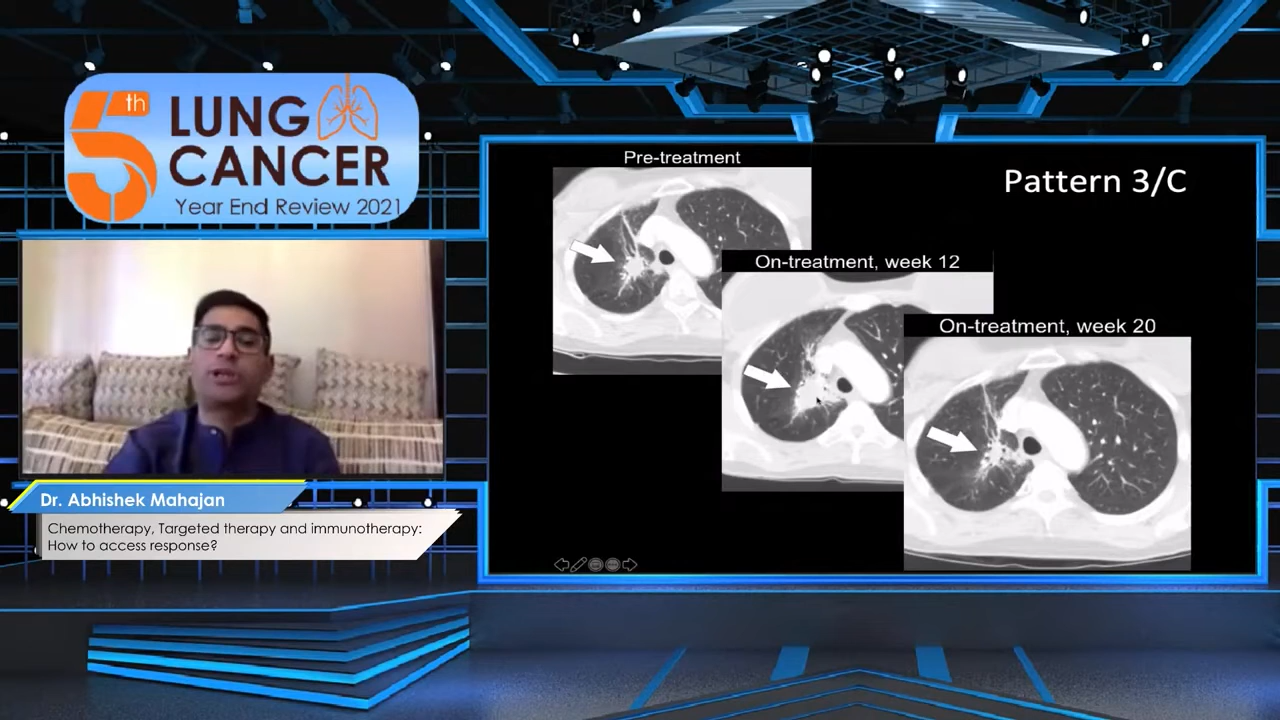 5th
LUNG
CANCER
Year End Review 2021
Pre-treatment
Pattern 3/C
On-treatment, week 12
On-treatment, week 20
Dr. Abhishek Mahajan
Chemotherapy, Targeted therapy and immunotherapy:
How to access response?